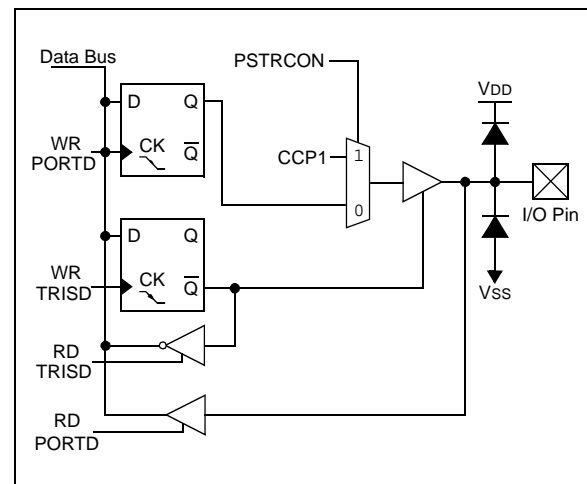 Data Bus
PSTRCON
VDD
D Q
WR
PORTD
CK
Q
CCP1
1
0
I/O Pin
D Q
WR
TRISD
CK
Q
VSS
RD
TRISD
RD
PORTD